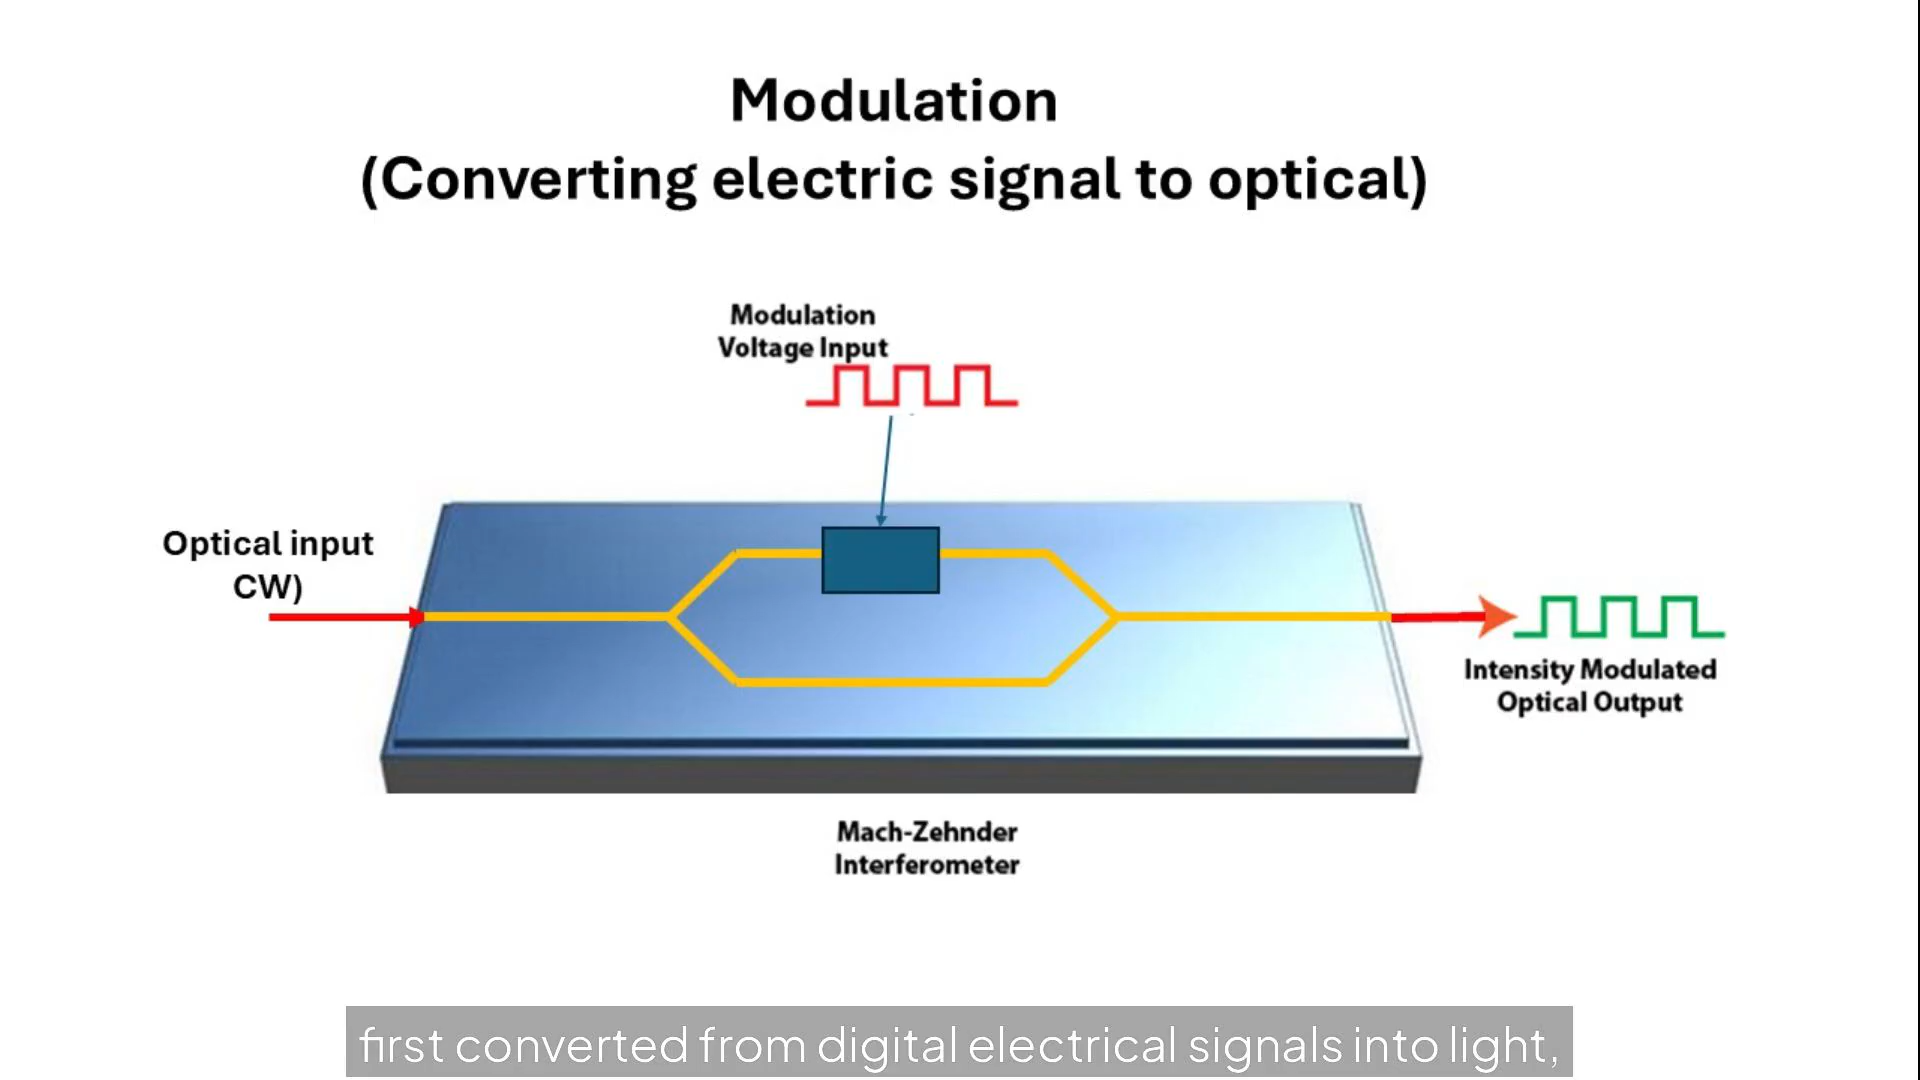 Modulation
(Converting electric signal to optical)
Modulation
Voltage Input
Optical input
CW)
Intensity Modulated
Optical Output
Mach-Zehnder
Interferometer
first converted from digital electrical signals into light,